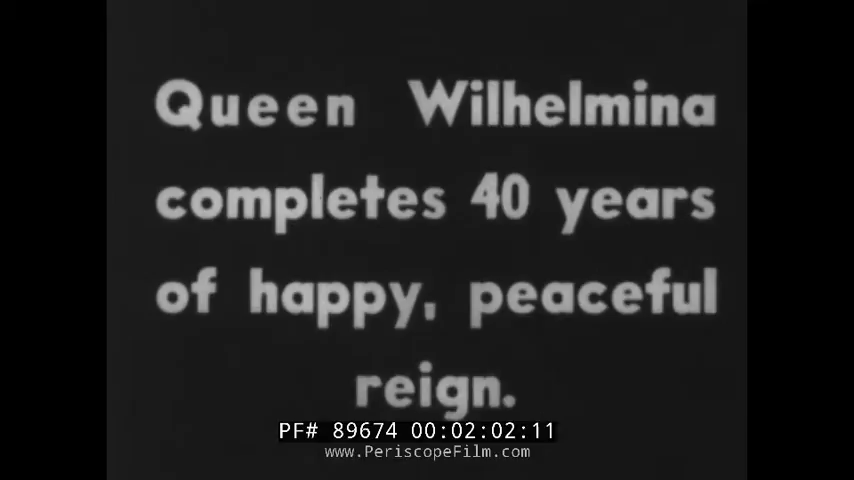 Queen Wilhelmina
completes 40 years
of happy, peaceful
reign.
PF# 89674 00:02:02:11
www.PeriscopeFilm.com